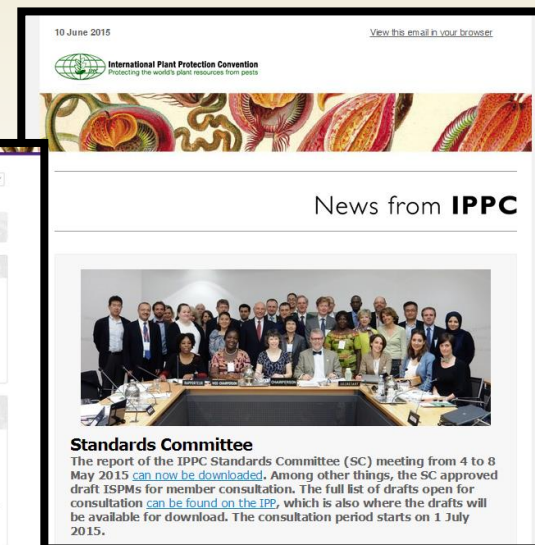 10 June 2015
View this email in your browser
International Plant Protection Convention
Protecting the world's plant resources from pests
News from IPPC
VICE-CHAIRPERSON
CHAIRPERSON
SECRETARIAT
Standards Committee
The report of the IPPC Standards Committee (SC) meeting from 4 to 8
May 2015 can now be downloaded. Among other things, the SC approved
draft ISPMs for member consultation. The full list of drafts open for
consultation can be found on the IPP, which is also where the drafts will
be available for download. The consultation period starts on 1 July
2015.